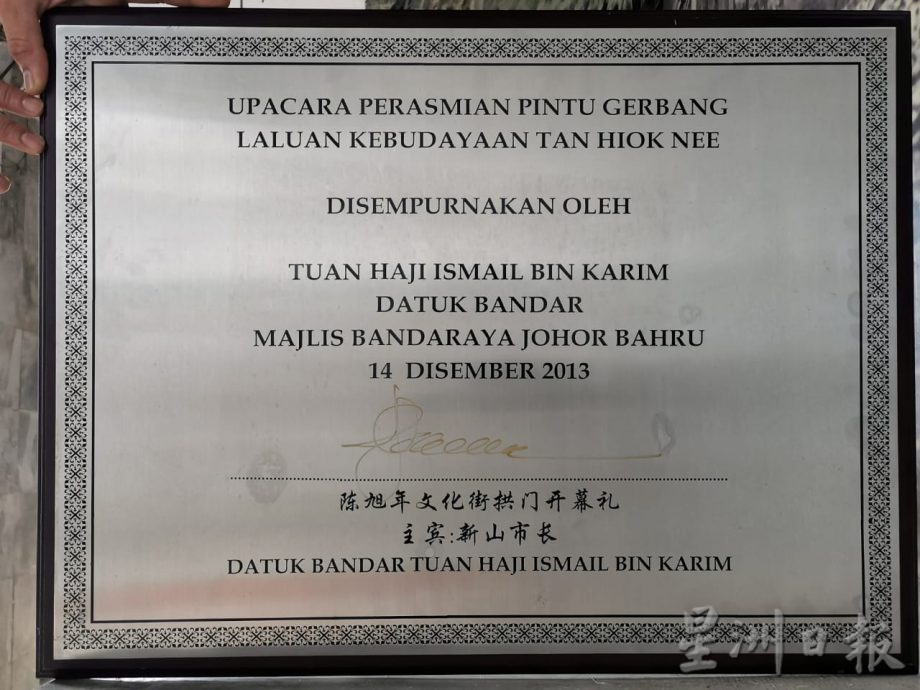 UPACARA PERASMIAN PINTU GERBANG
LALUAN KEBUDAYAAN TAN HIOK NEE
DISEMPURNAKAN OLEH
TUAN HAJI ISMAIL BIN KARIM
DATUK BANDAR
MAJLIS BANDARAYA JOHOR BAHRU
14 DISEMBER 2013
陈旭年文化街拱门开幕礼
主宾:新山市长
DATUK BANDAR TUAN HAJI ISMAIL BIN KARIM
星洲日報